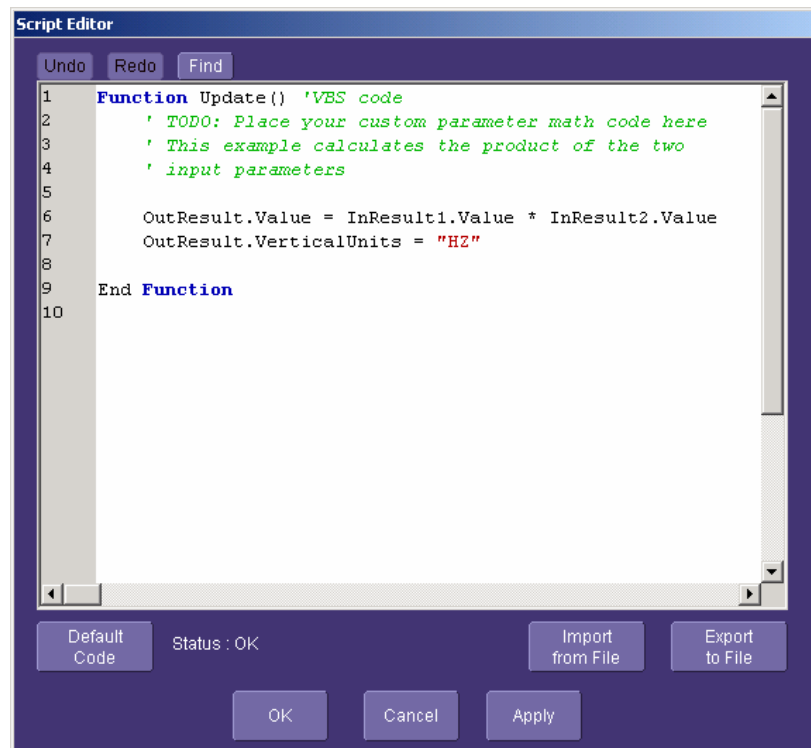 Script Editor
Undo Redo Find
1 Function Update() 'VBS code
2 ' TODO: Place your custom parameter math code here
3 ' This example calculates the product of the two
4 ' input parameters
5
6 OutResult.Value = InResult1.Value * InResult2.Value
7 OutResult.VerticalUnits = "HZ"
8
9 End Function
10
Default Code
Status : OK
Import from File
Export to File
OK Cancel Apply